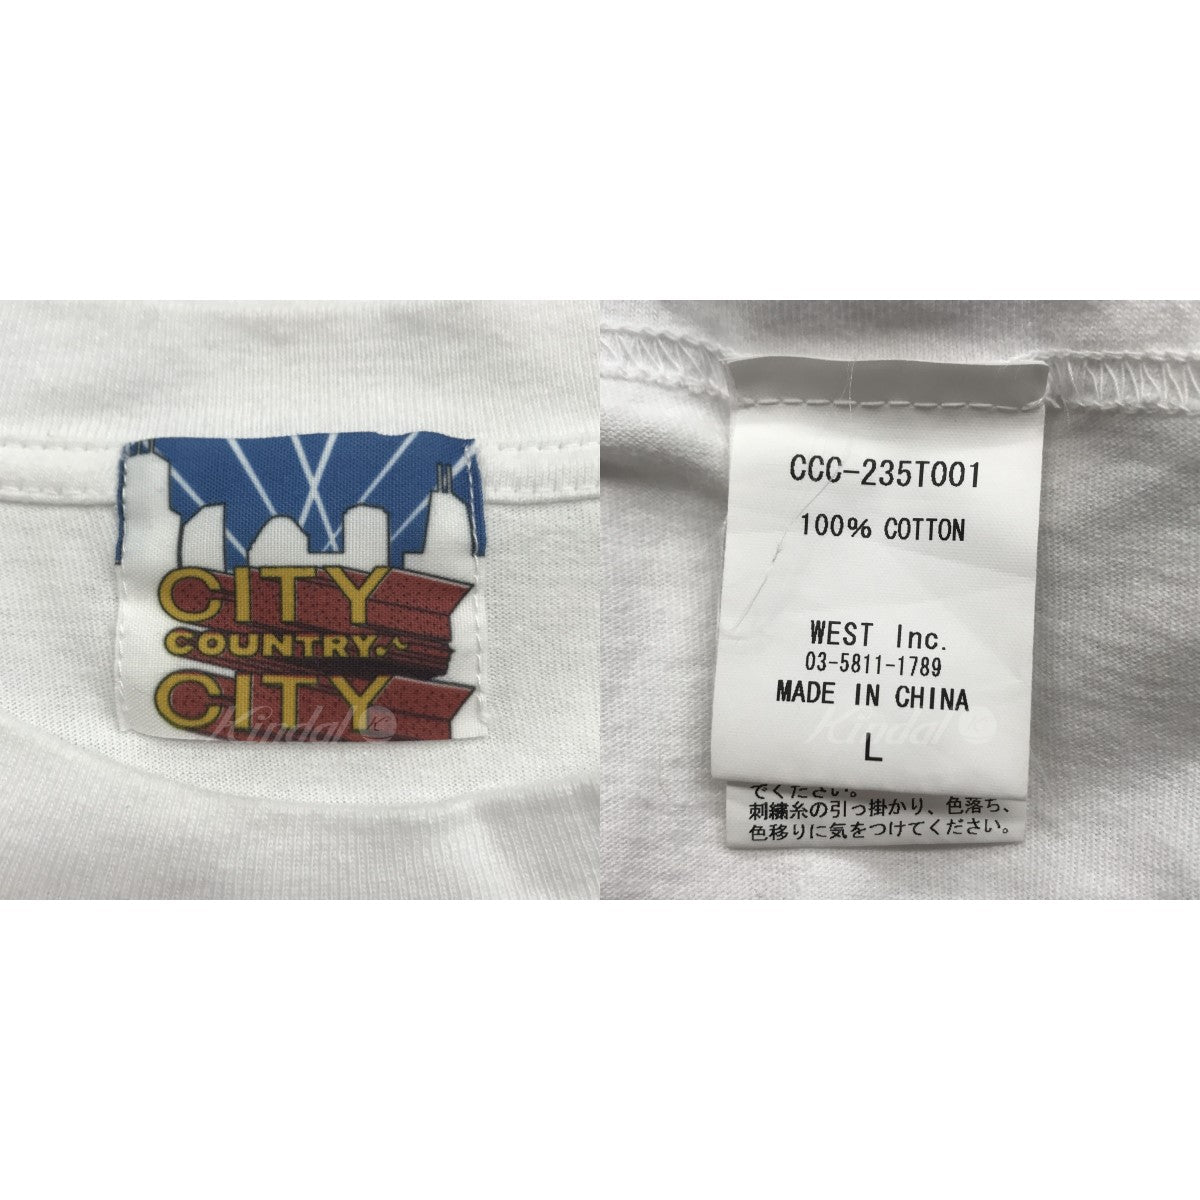 CITY
COUNTRY.
CITY
Kindal K
CCC-235T001
100% COTTON
WEST Inc.
03-5811-1789
MADE IN CHINA
Kindal K
L
でください。
刺繍糸の引っ掛かり、色落ち、
色移りに気をつけてください。